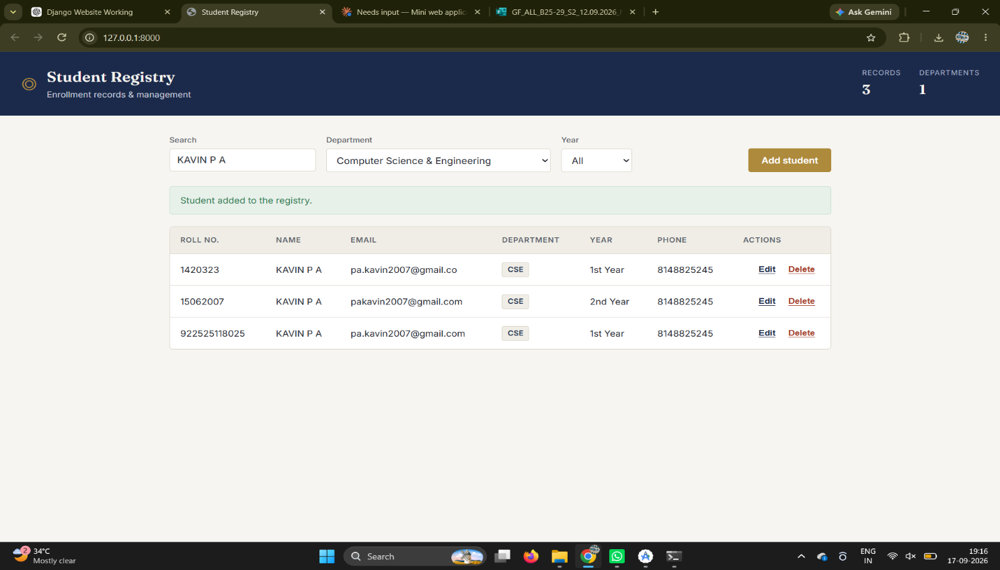 Django Website Working
Student Registry
Needs input — Mini web applic
GF_ALL_B25-29_S2_12.09.2026_
Ask Gemini
127.0.0.1:8000
Student Registry
Enrollment records & management
RECORDS
3
DEPARTMENTS
1
Search
KAVIN P A
Department
Computer Science & Engineering
Year
All
Add student
Student added to the registry.
ROLL NO. NAME EMAIL DEPARTMENT YEAR PHONE ACTIONS
1420323 KAVIN P A pa.kavin2007@gmail.co CSE 1st Year 8148825245 Edit Delete
15062007 KAVIN P A pakavin2007@gmail.com CSE 2nd Year 8148825245 Edit Delete
922525118025 KAVIN P A pa.kavin2007@gmail.com CSE 1st Year 8148825245 Edit Delete
2
34°C
Mostly clear
Search
ENG
IN
19:16
17-09-2026